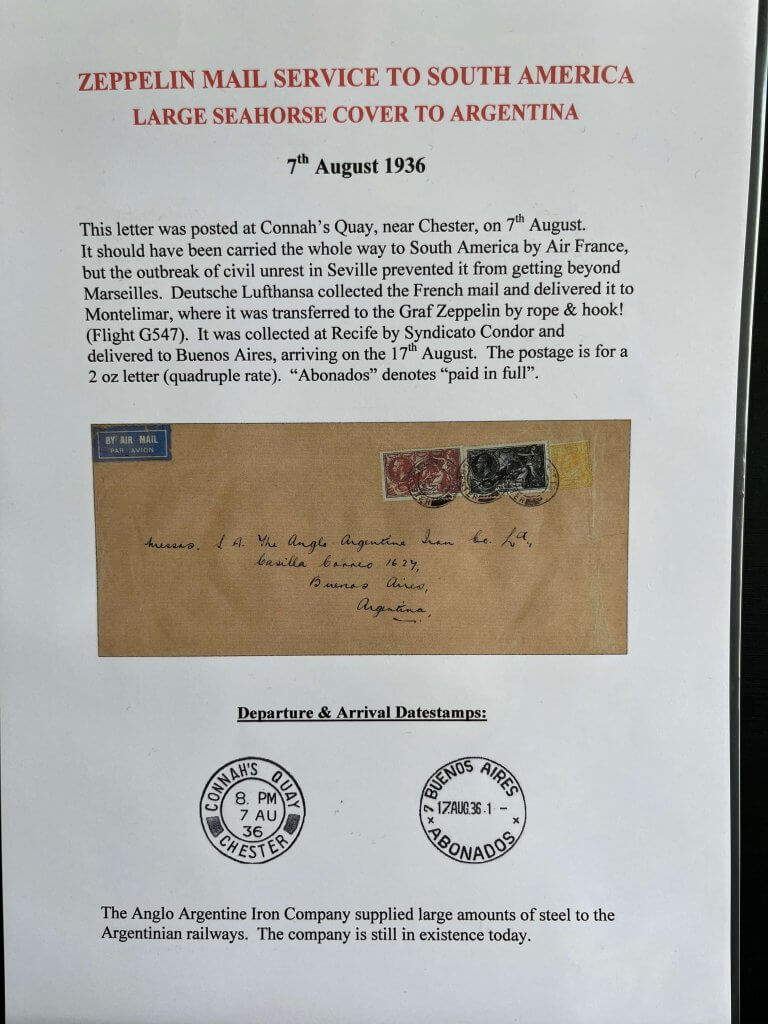 ZEPPELIN MAIL SERVICE TO SOUTH AMERICA
LARGE SEAHORSE COVER TO ARGENTINA
7th August 1936
This letter was posted at Connah's Quay, near Chester, on 7th August.
It should have been carried the whole way to South America by Air France,
but the outbreak of civil unrest in Seville prevented it from getting beyond
Marseilles. Deutsche Lufthansa collected the French mail and delivered it to
Montelimar, where it was transferred to the Graf Zeppelin by rope & hook!
(Flight G547). It was collected at Recife by Syndicato Condor and
delivered to Buenos Aires, arriving on the 17th August. The postage is for a
2 oz letter (quadruple rate). “Abonados” denotes “paid in full”.
BY AIR MAIL
PAR AVION
Messrs. S. A. The Anglo-Argentine Iron Co. Ld,
Casilla Correo 1627,
Buenos Aires,
Argentina,
Departure & Arrival Datestamps:
CONNAH'S QUAY
8. PM
7 AU
36
CHESTER
7 BUENOS AIRES
17.AUG.36.1 -
× ABONADOS ×
The Anglo Argentine Iron Company supplied large amounts of steel to the
Argentinian railways. The company is still in existence today.